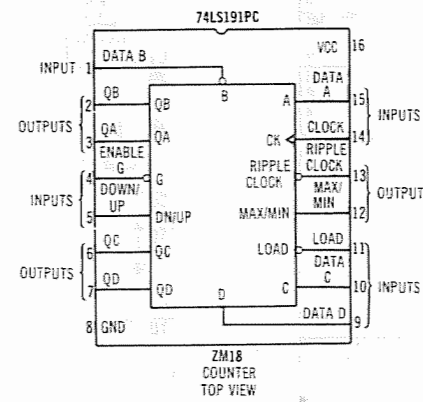 74LS191PC
DATA B
VCC 16
INPUT 1
B
DATA
A
QB
QB
A
15
2
OUTPUTS
INPUTS
QA
QA
CLOCK
3
CK
14
ENABLE
G
RIPPLE
CLOCK
4
G
RIPPLE
CLOCK
13
INPUTS
DOWN/
UP
MAX/
MIN
OUTPUT
5
DN/UP
MAX/MIN
12
QC
LOAD
6
QC
LOAD
11
OUTPUTS
DATA
C
INPUTS
QD
7
QD
D
C
10
8 GND
DATA D
9
ZM18
COUNTER
TOP VIEW